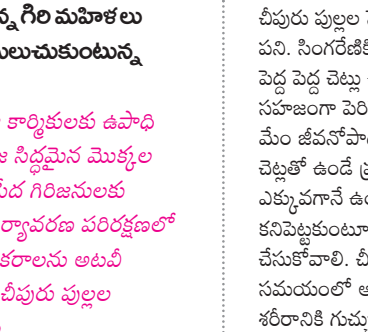 న్న గిరి మహిళలు
ములుచుకుంటున్న
కార్మికులకు ఉపాధి
జ సిద్ధమైన మొక్కల
పేద గిరిజనులకు
ర్యావరణ పరిరక్షణలో
కరాలను అటవీ
చీపురు పుల్లల
చీపురు పుల్లల
పని. సింగరేణికి
పెద్ద పెద్ద చెట్లు
సహజంగా పెరి
మేం జీవనోపా
చెట్లతో ఉండే ప్ర
ఎక్కువగానే ఉం
కనిపెట్టకుంటూ
చేసుకోవాలి. చీ
సమయంలో అ
శరీరానికి గుచ్చు